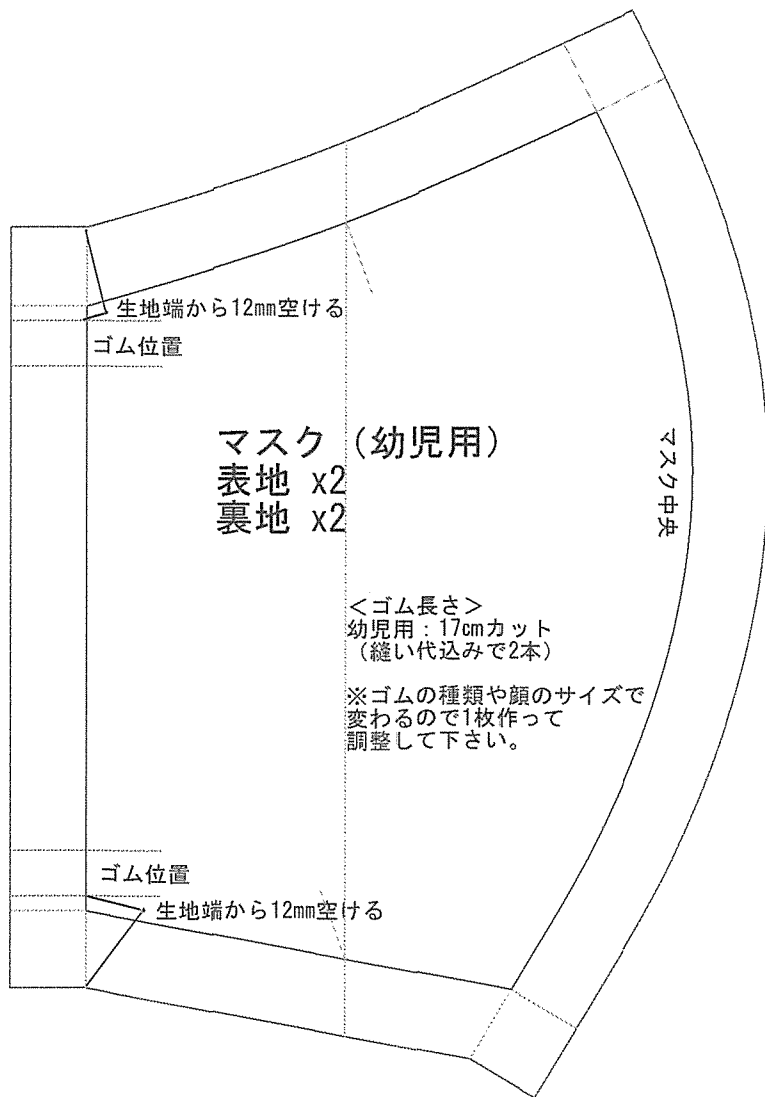 生地端から12mm空ける
ゴム位置
マスク（幼児用）
表地 x2
裏地 x2
マスク中央
＜ゴム長さ＞
幼児用：17cmカット
（縫い代込みで2本）
※ゴムの種類や顔のサイズで
変わるので1枚作って
調整して下さい。
ゴム位置
生地端から12mm空ける